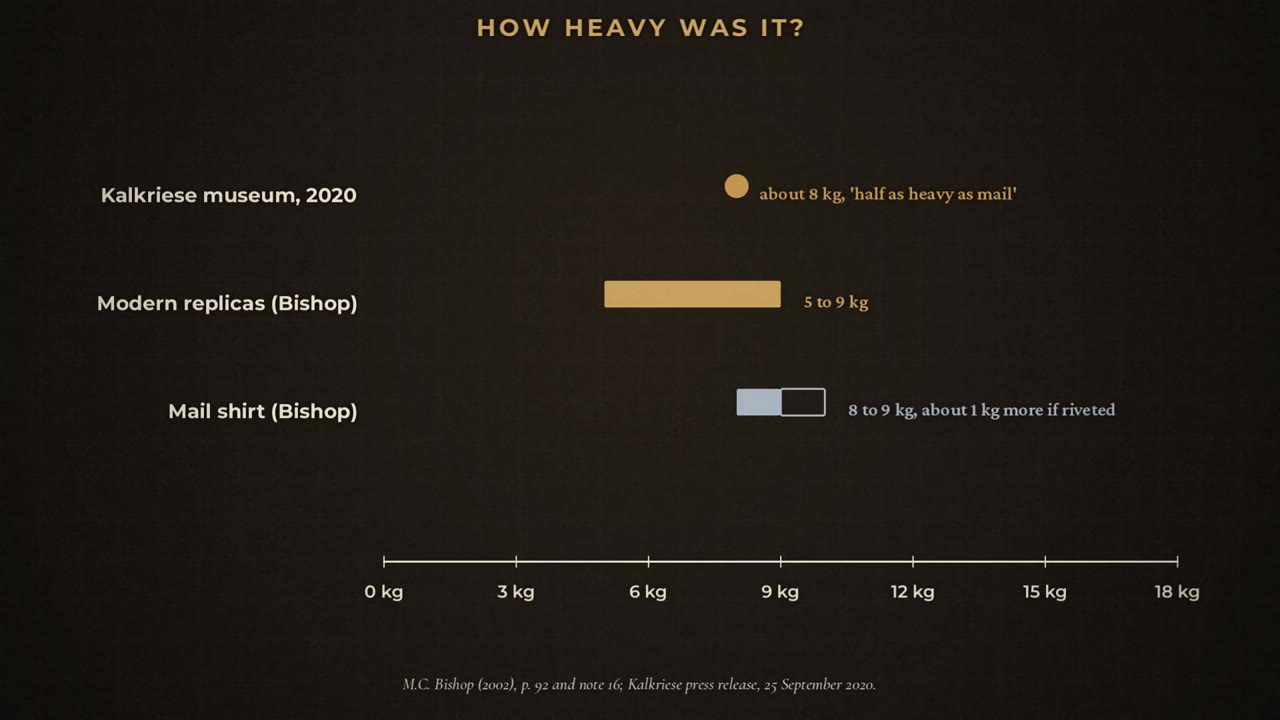 HOW HEAVY WAS IT?
Kalkriese museum, 2020
about 8 kg, 'half as heavy as mail'
Modern replicas (Bishop)
5 to 9 kg
Mail shirt (Bishop)
8 to 9 kg, about 1 kg more if riveted
0 kg 3 kg 6 kg 9 kg 12 kg 15 kg 18 kg
M.C. Bishop (2002), p. 92 and note 16; Kalkriese press release, 25 September 2020.